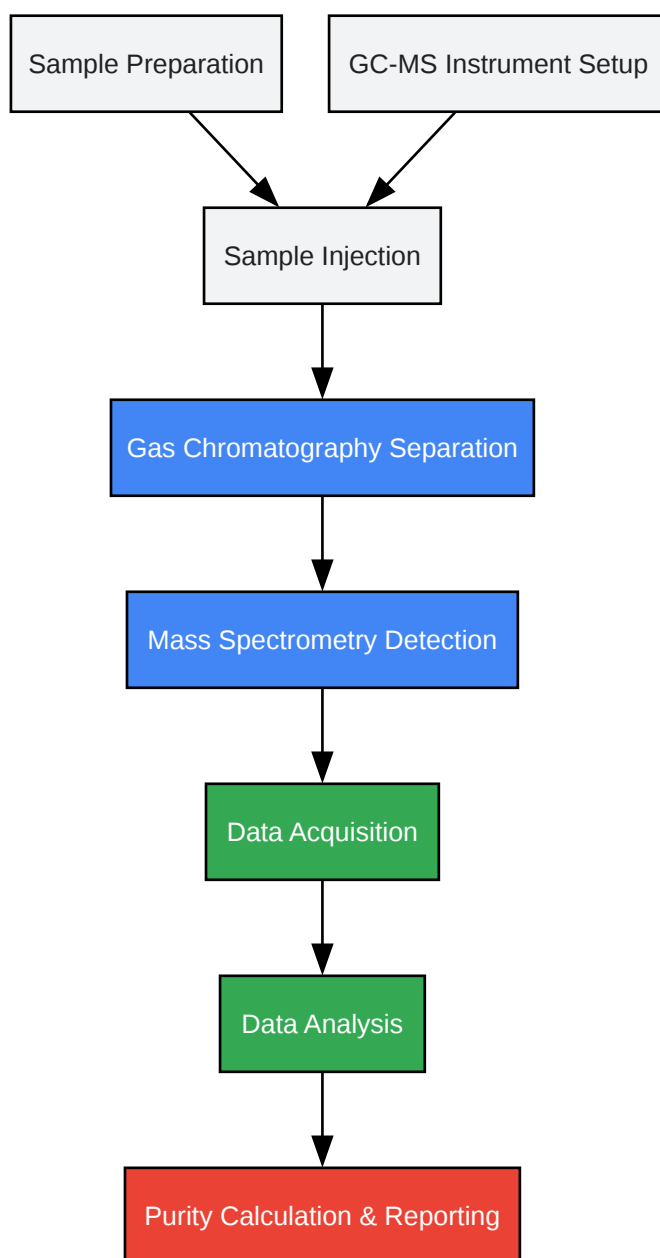 Sample Preparation
GC-MS Instrument Setup
Sample Injection
Gas Chromatography Separation
Mass Spectrometry Detection
Data Acquisition
Data Analysis
Purity Calculation & Reporting